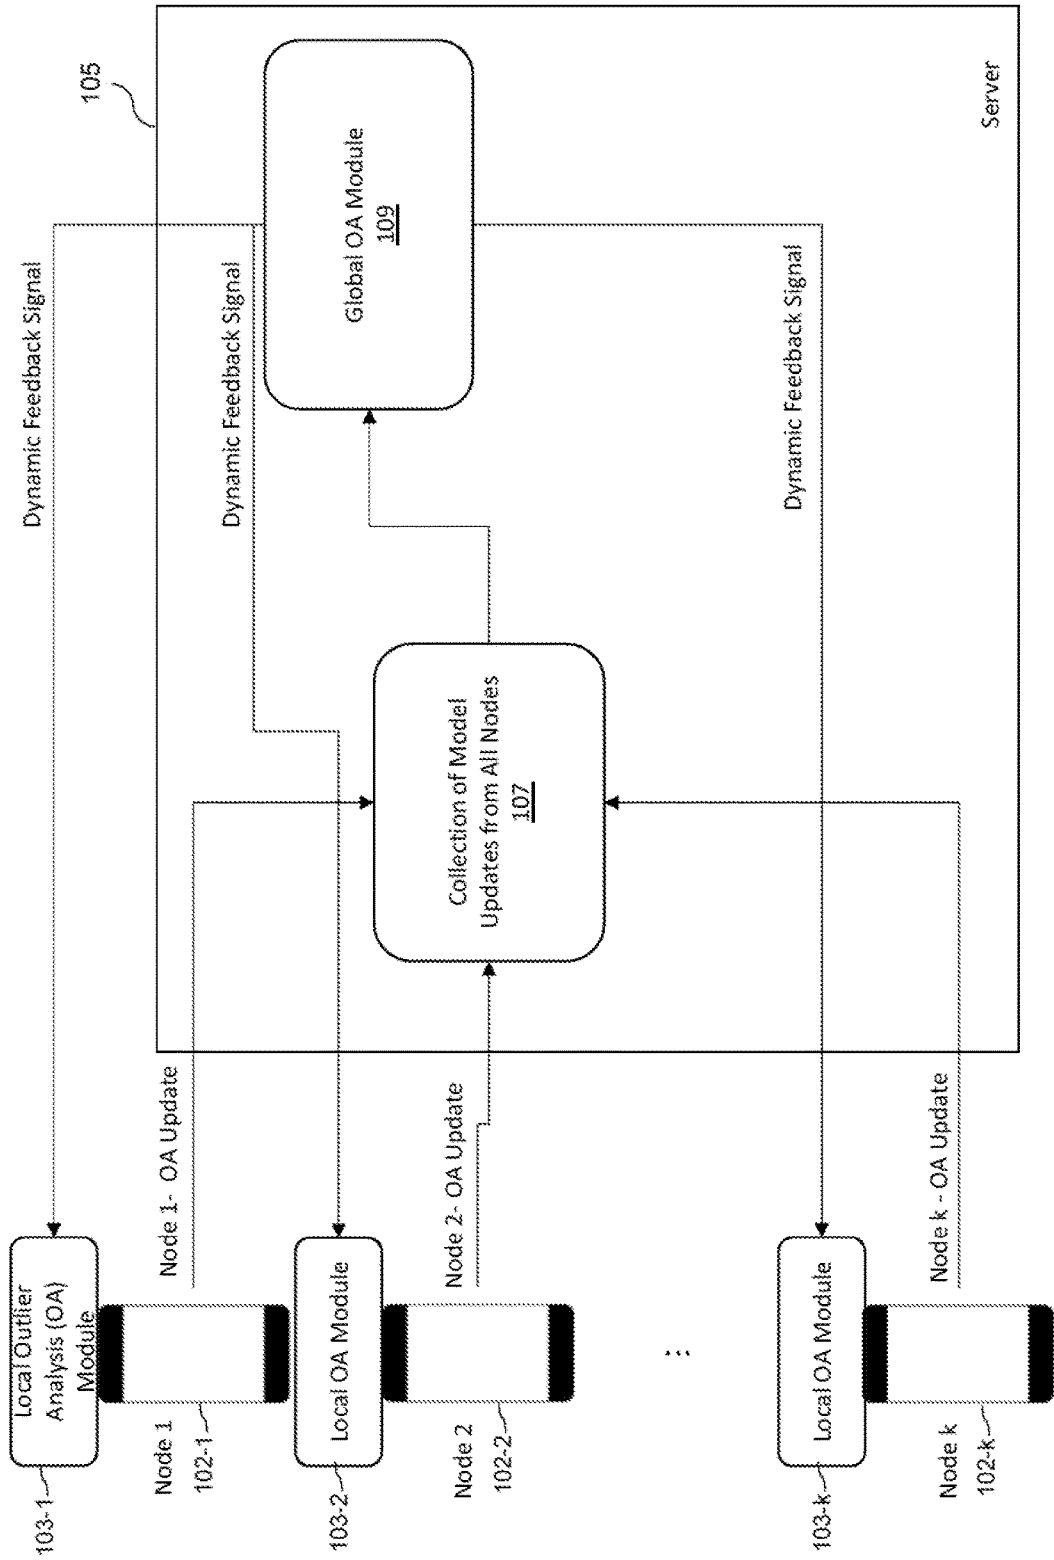 103-1
Local Outlier
Analysis (OA)
Module
Node 1
102-1
Node 1- OA Update
Dynamic Feedback Signal
105
103-2
Local OA Module
Node 2
102-2
Node 2- OA Update
Dynamic Feedback Signal
Collection of Model
Updates from All Nodes
107
Global OA Module
109
...
103-k
Local OA Module
Node k
102-k
Node k - OA Update
Dynamic Feedback Signal
Server